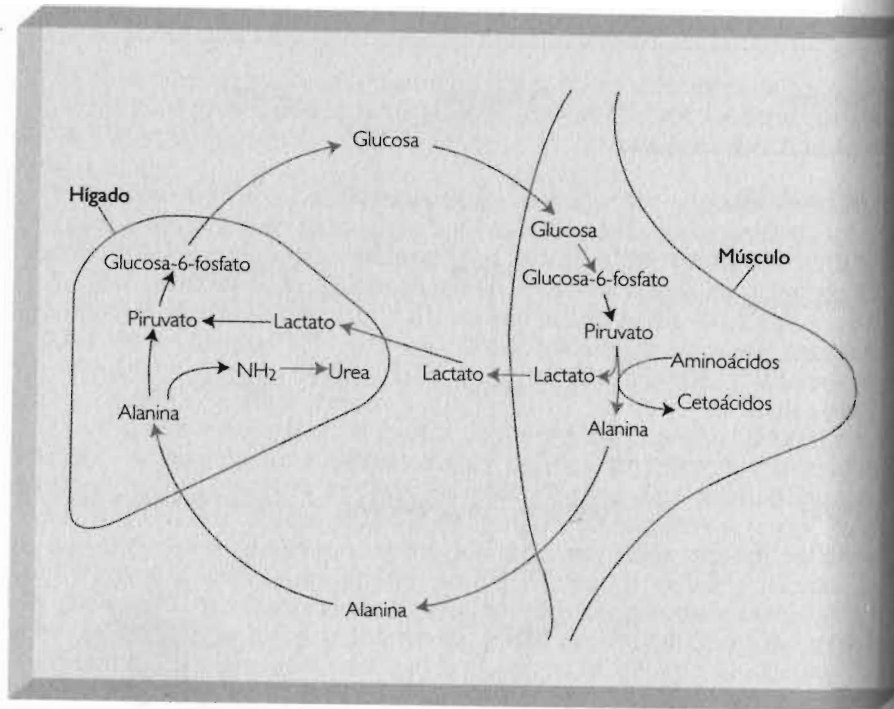 Glucosa
Hígado
Glucosa
Glucosa-6-fosfato
Músculo
Glucosa-6-fosfato
Piruvato
Lactato
Piruvato
NH₂
Urea
Lactato
Lactato
Aminoácidos
Cetoácidos
Alanina
Alanina
Alanina